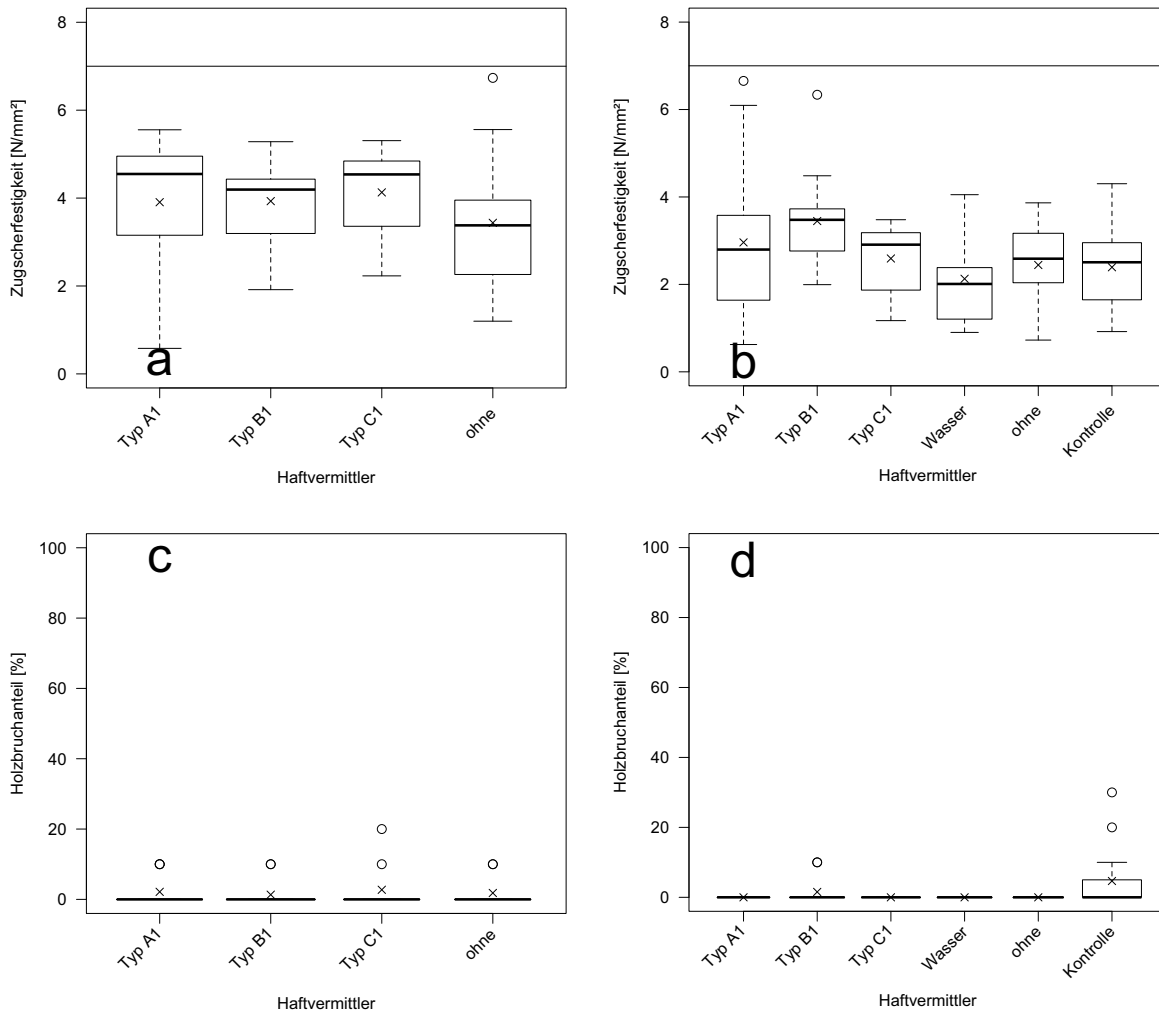 8
6
4
2
0
Zugscherfestigkeit [N/mm²]
a
Typ A1
Typ B1
Typ C1
ohne
Haftvermittler
8
6
4
2
0
Zugscherfestigkeit [N/mm²]
b
Typ A1
Typ B1
Typ C1
Wasser
ohne
Kontrolle
Haftvermittler
100
80
60
40
20
0
Holzbruchanteil [%]
c
Typ A1
Typ B1
Typ C1
ohne
Haftvermittler
100
80
60
40
20
0
Holzbruchanteil [%]
d
Typ A1
Typ B1
Typ C1
Wasser
ohne
Kontrolle
Haftvermittler